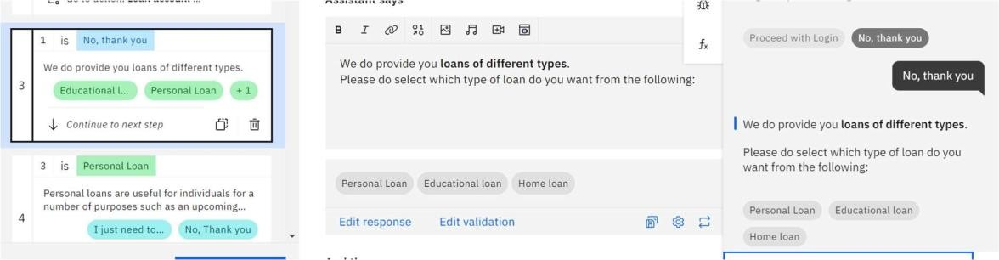 1 is No, thank you
We do provide you loans of different types.
Educational l... Personal Loan + 1
3
Continue to next step
3 is Personal Loan
Personal loans are useful for individuals for a
number of purposes such as an upcoming...
4
I just need to... No, Thank you
Assistant says
B I
We do provide you loans of different types.
Please do select which type of loan do you want from the following:
Personal Loan Educational loan Home loan
Edit response Edit validation
fx
Proceed with Login No, thank you
No, thank you
We do provide you loans of different types.
Please do select which type of loan do you
want from the following:
Personal Loan Educational loan
Home loan